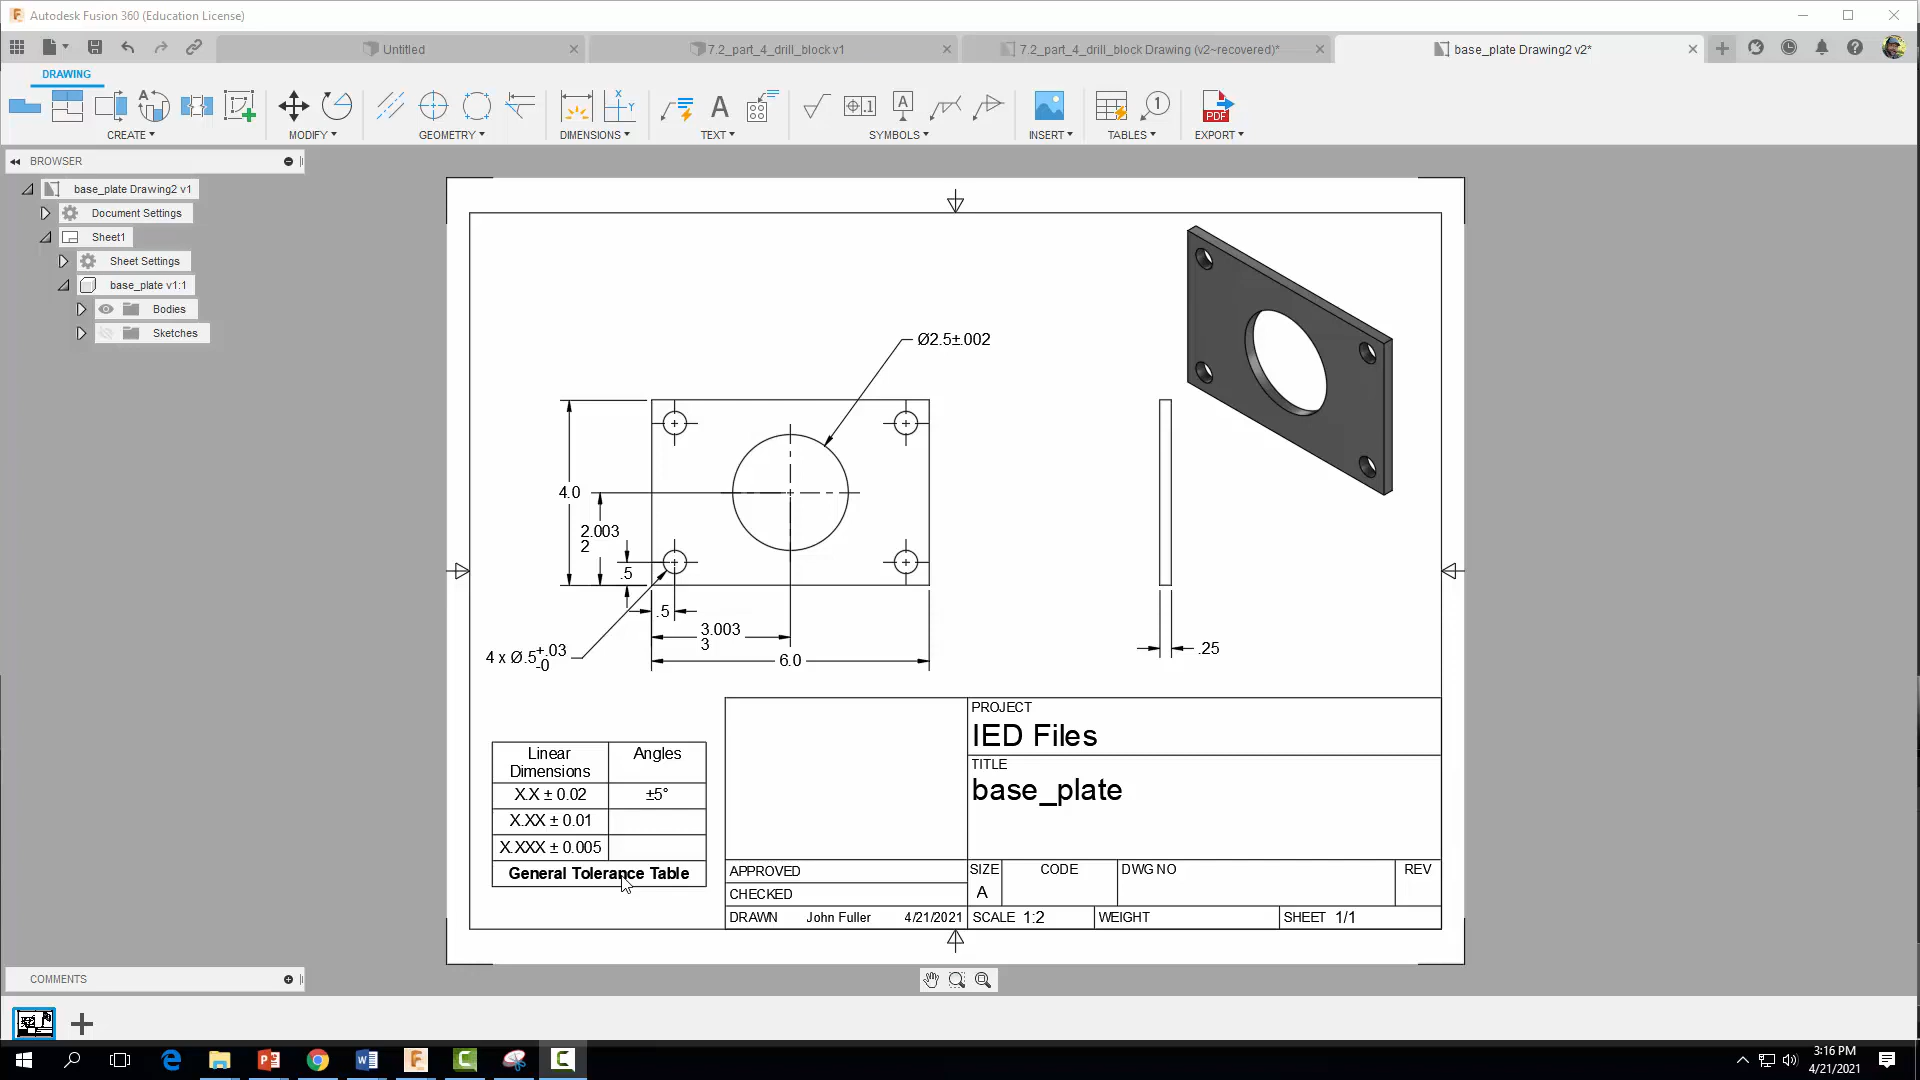 Autodesk Fusion 360 (Education License)
Untitled
7.2_part_4_drill_block v1
7.2_part_4_drill_block Drawing (v2~recovered)*
base_plate Drawing2 v2*
DRAWING
CREATE
MODIFY
GEOMETRY
DIMENSIONS
TEXT
SYMBOLS
INSERT
TABLES
EXPORT
BROWSER
base_plate Drawing2 v1
Document Settings
Sheet1
Sheet Settings
base_plate v1:1
Bodies
Sketches
Ø2.5±.002
4.0
2.003
2
.5
.5
3.003
3
4 x Ø.5+.03
-0
6.0
.25
Linear Dimensions
Angles
X.X ± 0.02
±5°
X.XX ± 0.01
X.XXX ± 0.005
General Tolerance Table
PROJECT
IED Files
TITLE
base_plate
APPROVED
CHECKED
DRAWN John Fuller 4/21/2021
SIZE
A
CODE
DWG NO
REV
SCALE 1:2
WEIGHT
SHEET 1/1
COMMENTS
3:16 PM
4/21/2021